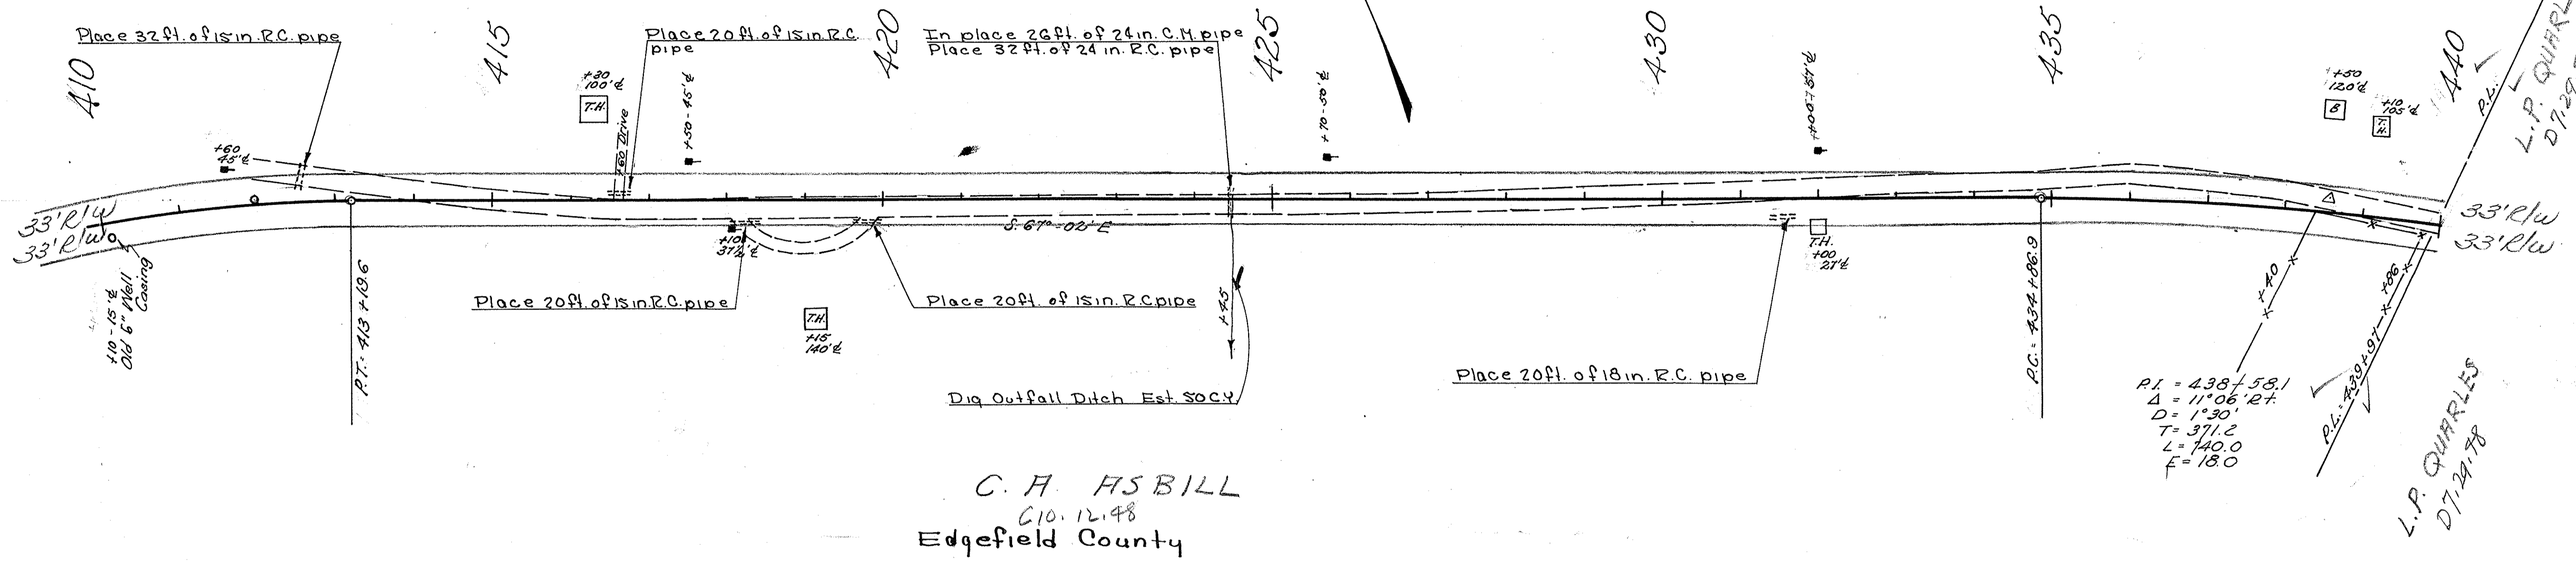 Place 32 ft. of 15 in. R.C. pipe
Place 20 ft. of 15 in. R.C.
pipe
In place 26 ft. of 24 in. C.M. pipe
Place 32 ft. of 24 in. R.C. pipe
410
415
420
425
430
435
440
+60
45' ℄
+30
100' ℄
T.H.
+60 Drive
+50 - 45' ℄
+70 - 50' ℄
+50
120' ℄
B
+10
105' ℄
T.
H.
P.L.
L.P. QUARL
D7.29.
33' R/W
33' R/W
33' R/W
33' R/W
+10 - 15' ℄
Old 6" Well
Casing
P.T. = 413 + 19.6
+10
37½' ℄
S. 67° - 02' E
T.H.
+15
140' ℄
Place 20 ft. of 15 in. R.C. pipe
Place 20 ft. of 15 in. R.C. pipe
+45
Dig Outfall Ditch Est. 50 C.Y.
Place 20 ft. of 18 in. R.C. pipe
T.H.
+00
27' ℄
P.C. = 434 + 86.9
Δ
+40
+86
P.L. = 439 + 97
P.I. = 438 + 58.1
Δ = 11° 06' Rt.
D = 1° 30'
T = 371.2
L = 740.0
E = 18.0
L.P. QUARLES
D7.29.48
C. A. ASBILL
C10.12.48
Edgefield County